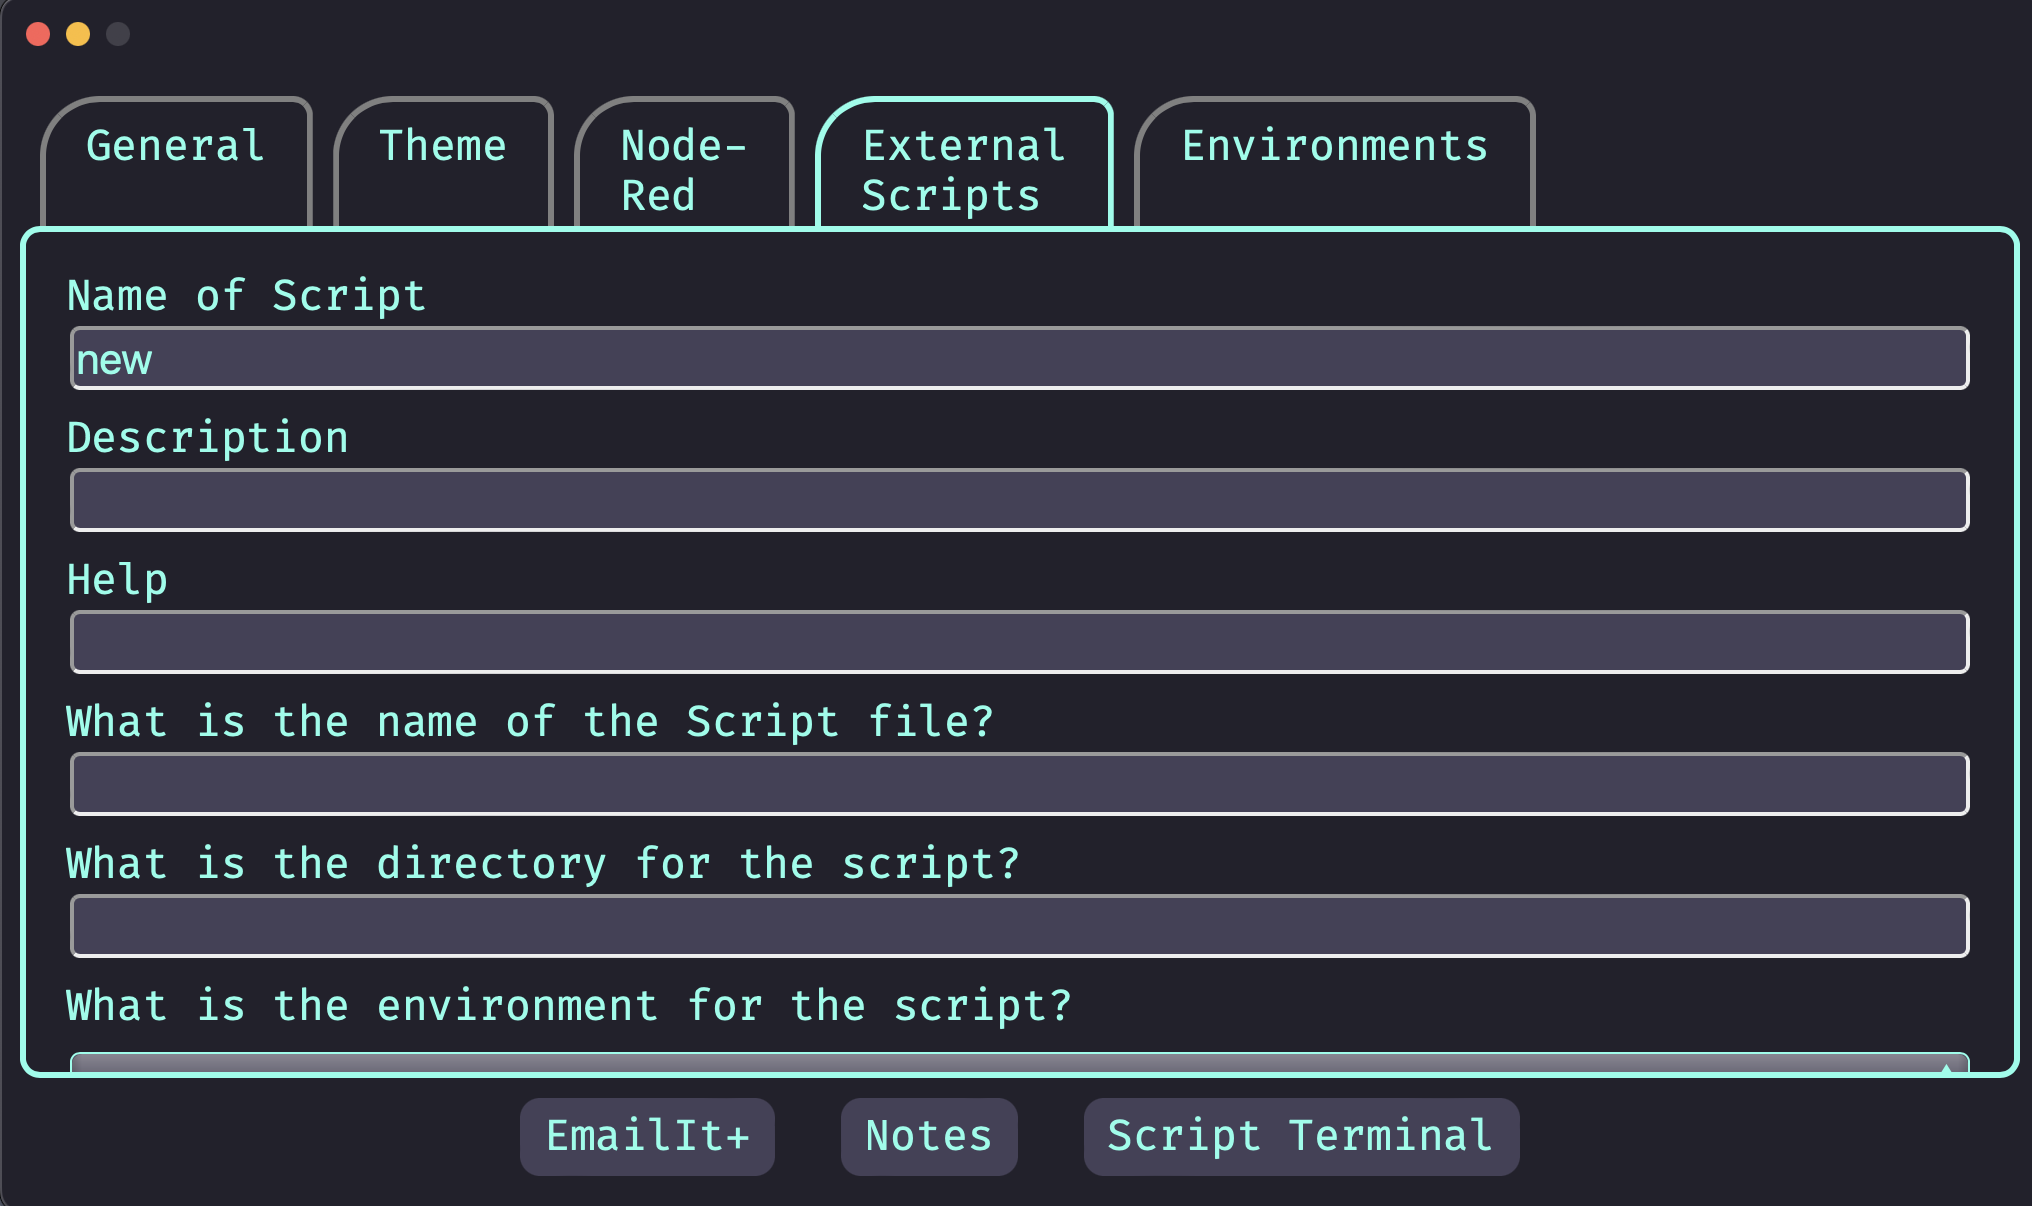 General
Theme
Node-
Red
External
Scripts
Environments
Name of Script
new
Description
Help
What is the name of the Script file?
What is the directory for the script?
What is the environment for the script?
EmailIt+
Notes
Script Terminal